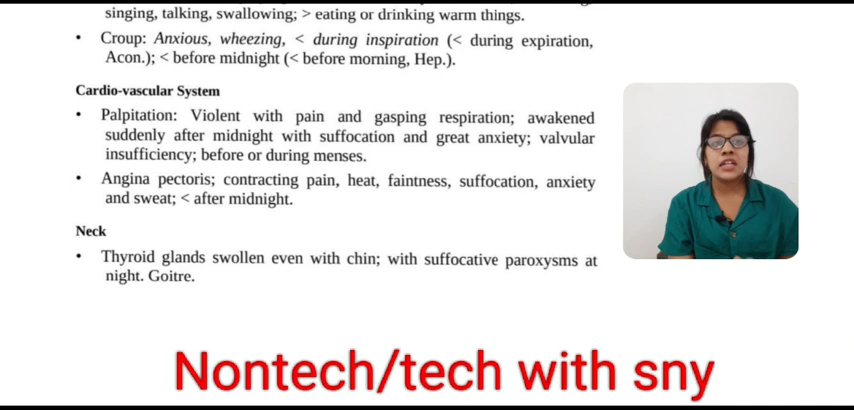 singing, talking, swallowing; > eating or drinking warm things.
• Croup: Anxious, wheezing, < during inspiration (< during expiration,
Acon.); < before midnight (< before morning, Hep.).
Cardio-vascular System
• Palpitation: Violent with pain and gasping respiration; awakened
suddenly after midnight with suffocation and great anxiety; valvular
insufficiency; before or during menses.
• Angina pectoris; contracting pain, heat, faintness, suffocation, anxiety
and sweat; < after midnight.
Neck
• Thyroid glands swollen even with chin; with suffocative paroxysms at
night. Goitre.
Nontech/tech with sny